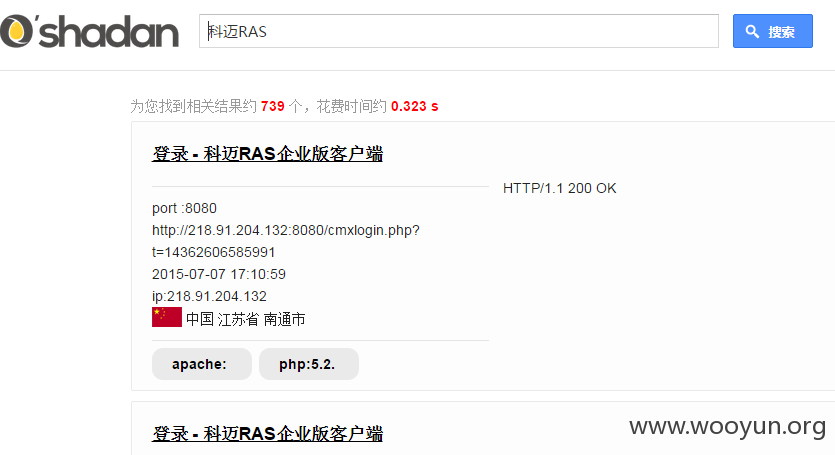 O'shadan
科迈RAS
搜索
为您找到相关结果约 739 个，花费时间约 0.323 s
登录 - 科迈RAS企业版客户端
HTTP/1.1 200 OK
port :8080
http://218.91.204.132:8080/cmxlogin.php?
t=14362606585991
2015-07-07 17:10:59
ip:218.91.204.132
中国 江苏省 南通市
apache:
php:5.2.
登录 - 科迈RAS企业版客户端
www.wooyun.org